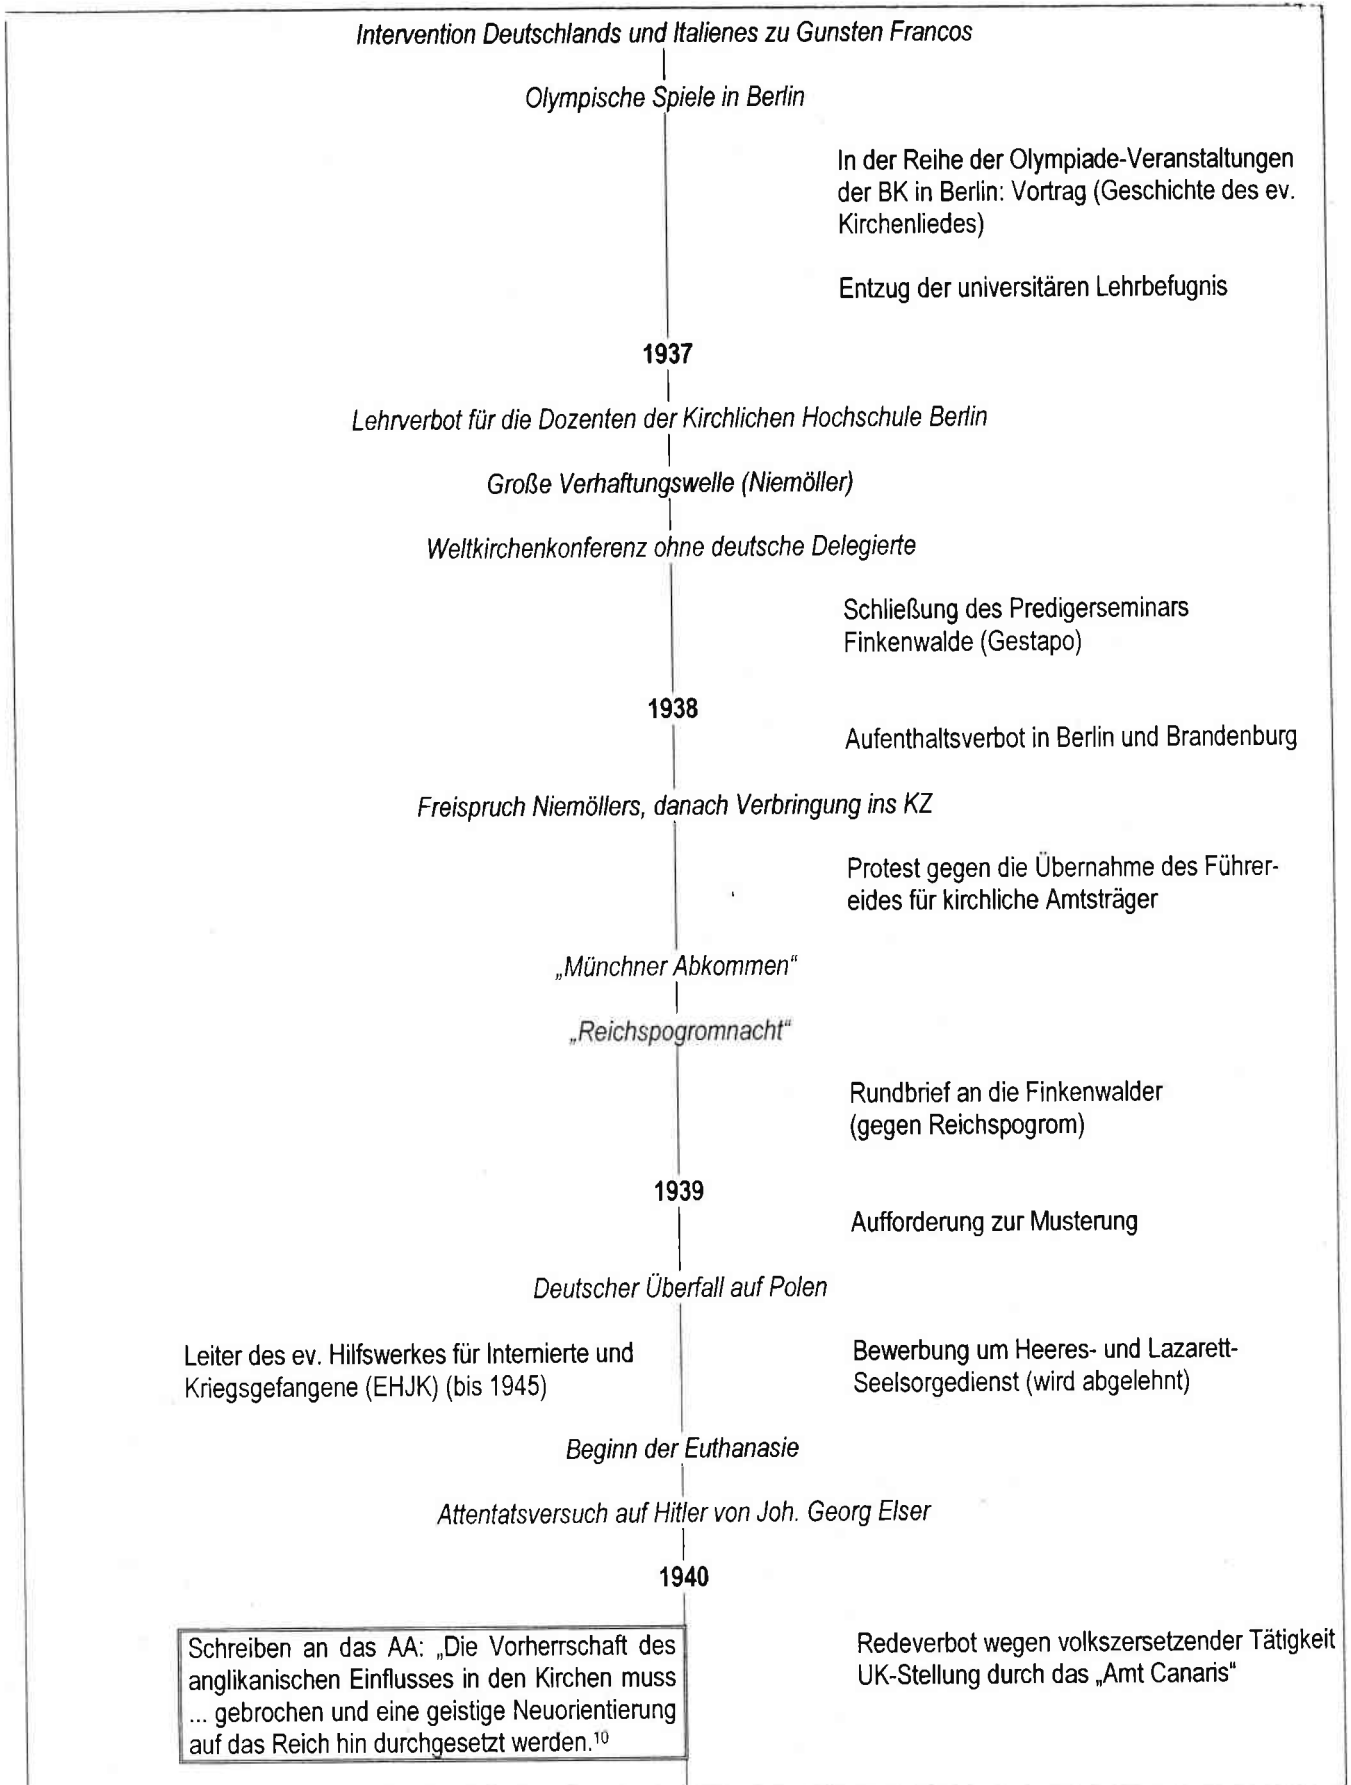 Intervention Deutschlands und Italienes zu Gunsten Francos
Olympische Spiele in Berlin
In der Reihe der Olympiade-Veranstaltungen
der BK in Berlin: Vortrag (Geschichte des ev.
Kirchenliedes)
Entzug der universitären Lehrbefugnis
1937
Lehrverbot für die Dozenten der Kirchlichen Hochschule Berlin
Große Verhaftungswelle (Niemöller)
Weltkirchenkonferenz ohne deutsche Delegierte
Schließung des Predigerseminars
Finkenwalde (Gestapo)
1938
Aufenthaltsverbot in Berlin und Brandenburg
Freispruch Niemöllers, danach Verbringung ins KZ
Protest gegen die Übernahme des Führer-
eides für kirchliche Amtsträger
„Münchner Abkommen“
„Reichspogromnacht“
Rundbrief an die Finkenwalder
(gegen Reichspogrom)
1939
Aufforderung zur Musterung
Deutscher Überfall auf Polen
Leiter des ev. Hilfswerkes für Internierte und
Kriegsgefangene (EHJK) (bis 1945)
Bewerbung um Heeres- und Lazarett-
Seelsorgedienst (wird abgelehnt)
Beginn der Euthanasie
Attentatsversuch auf Hitler von Joh. Georg Elser
1940
Schreiben an das AA: „Die Vorherrschaft des
anglikanischen Einflusses in den Kirchen muss
... gebrochen und eine geistige Neuorientierung
auf das Reich hin durchgesetzt werden.¹⁰
Redeverbot wegen volkszersetzender Tätigkeit
UK-Stellung durch das „Amt Canaris“